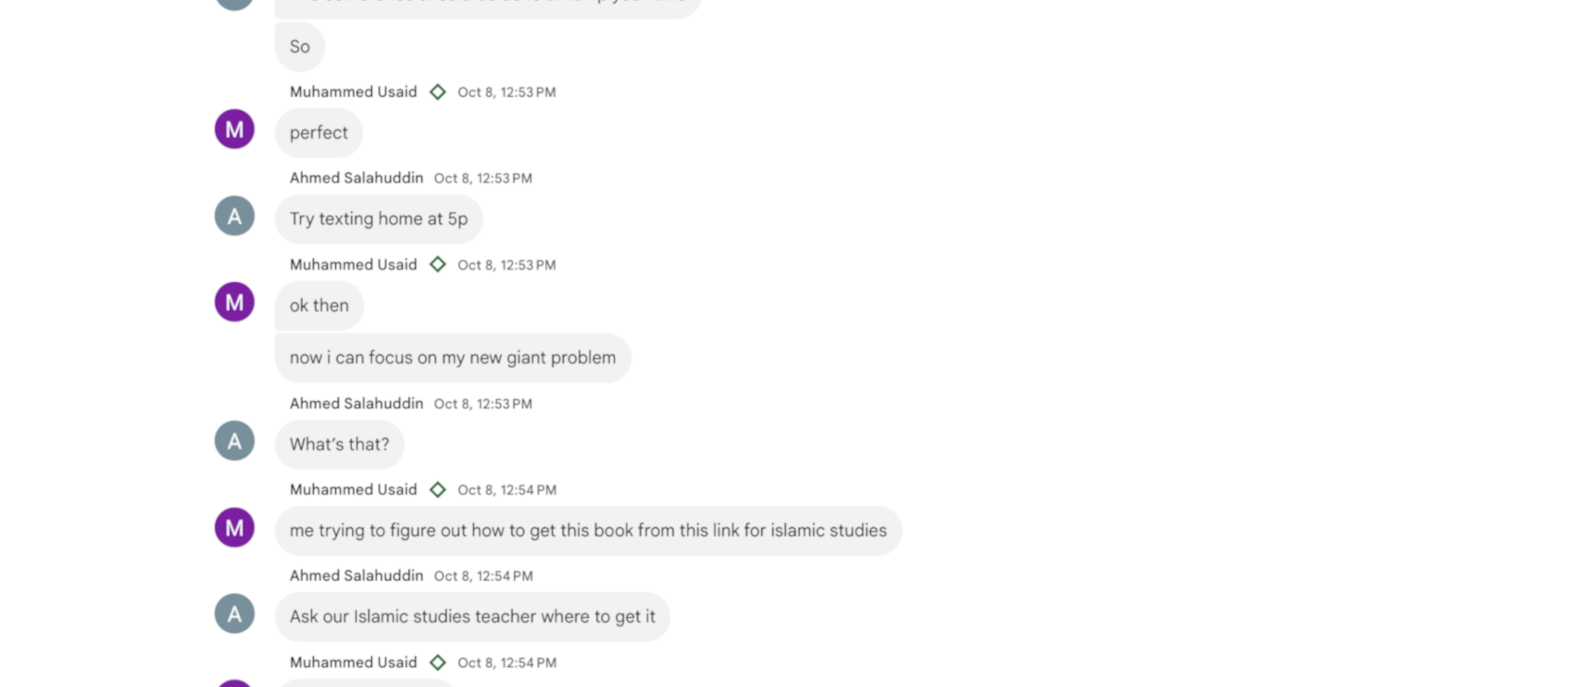 So
Muhammed Usaid Oct 8, 12:53 PM
M
perfect
Ahmed Salahuddin Oct 8, 12:53 PM
A
Try texting home at 5p
Muhammed Usaid Oct 8, 12:53 PM
M
ok then
now i can focus on my new giant problem
Ahmed Salahuddin Oct 8, 12:53 PM
A
What's that?
Muhammed Usaid Oct 8, 12:54 PM
M
me trying to figure out how to get this book from this link for islamic studies
Ahmed Salahuddin Oct 8, 12:54 PM
A
Ask our Islamic studies teacher where to get it
Muhammed Usaid Oct 8, 12:54 PM